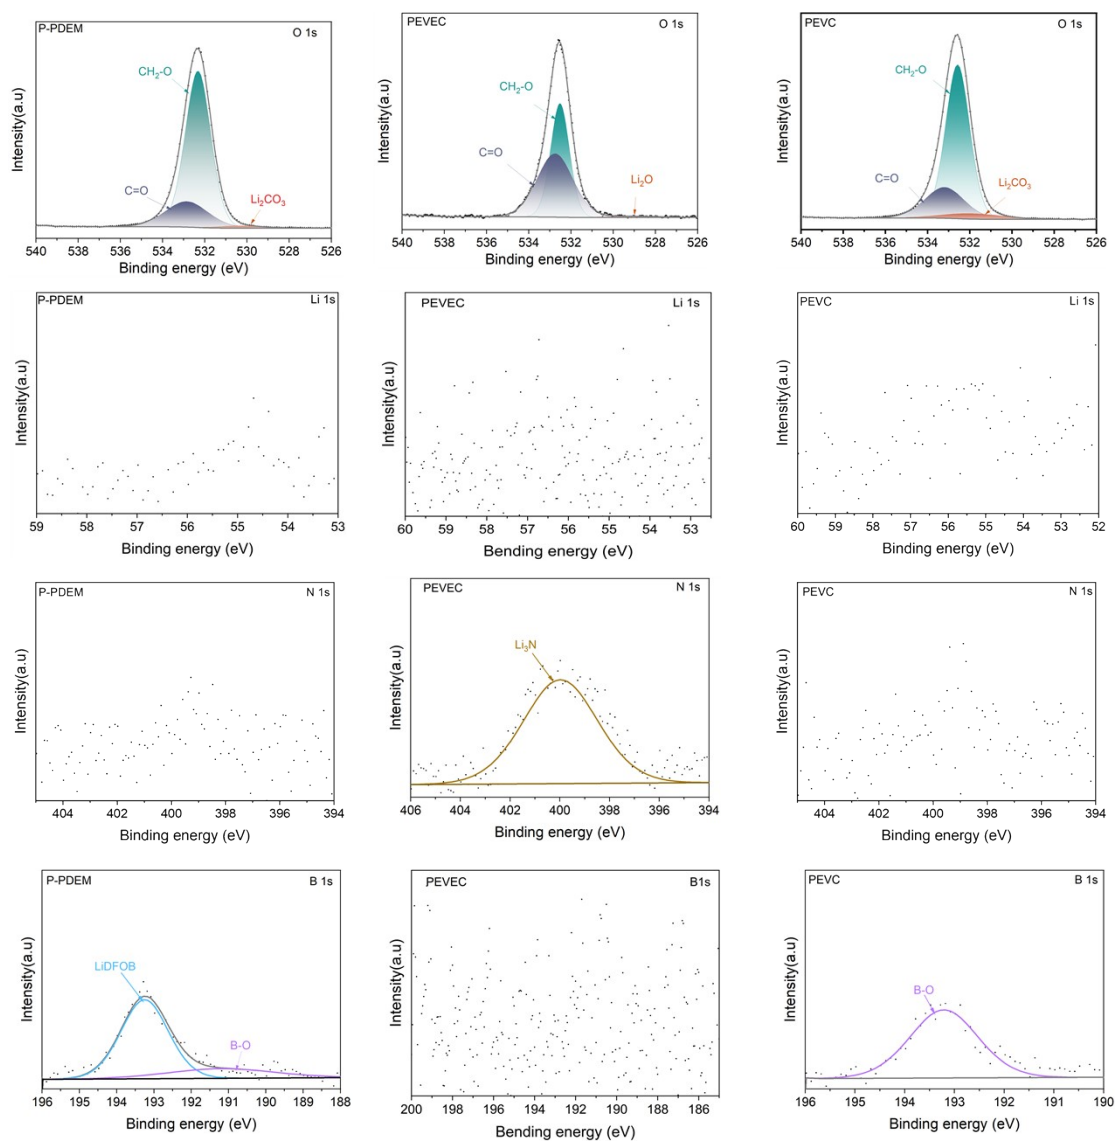 P-PDEM
O 1s
CH₂-O
C=O
Li₂CO₃
Intensity(a.u)
540 538 536 534 532 530 528 526
Binding energy (eV)
PEVEC
O 1s
CH₂-O
C=O
Li₂O
Intensity(a.u)
540 538 536 534 532 530 528 526
Binding energy (eV)
PEVC
O 1s
CH₂-O
C=O
Li₂CO₃
Intensity(a.u)
540 538 536 534 532 530 528 526
Binding energy (eV)
P-PDEM
Li 1s
Intensity(a.u)
59 58 57 56 55 54 53
Binding energy (eV)
PEVEC
Li 1s
Intensity(a.u)
60 59 58 57 56 55 54 53
Bending energy (eV)
PEVC
Li 1s
Intensity(a.u)
60 59 58 57 56 55 54 53 52
Binding energy (eV)
P-PDEM
N 1s
Intensity(a.u)
404 402 400 398 396 394
Binding energy (eV)
PEVEC
N 1s
Li₃N
Intensity(a.u)
406 404 402 400 398 396 394
Binding energy (eV)
PEVC
N 1s
Intensity(a.u)
404 402 400 398 396 394
Binding energy (eV)
P-PDEM
B 1s
LiDFOB
B-O
Intensity(a.u)
196 195 194 193 192 191 190 189 188
Binding energy (eV)
PEVEC
B1s
Intensity(a.u)
200 198 196 194 192 190 188 186
Bending energy (eV)
PEVC
B 1s
B-O
Intensity(a.u)
196 195 194 193 192 191 190
Binding energy (eV)